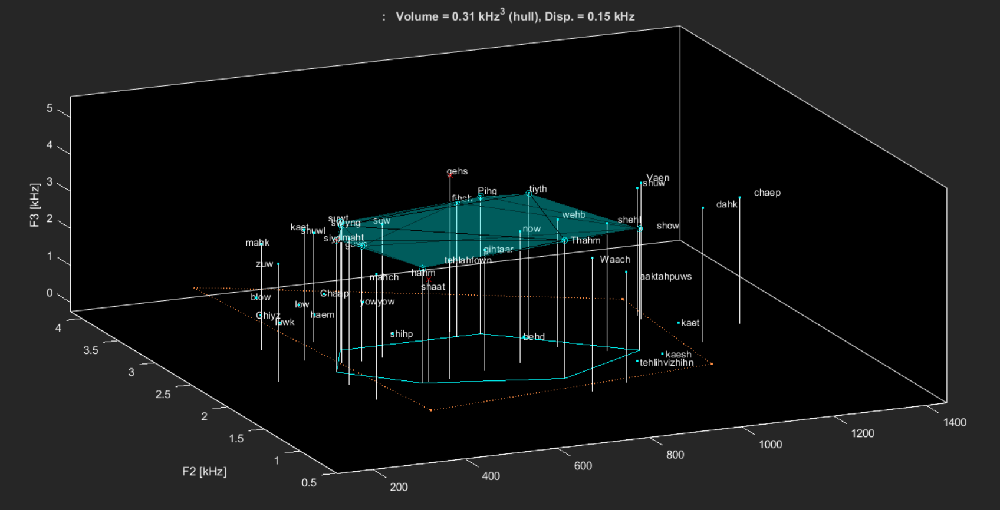 : Volume = 0.31 kHz³ (hull), Disp. = 0.15 kHz
5
4
3
2
1
0
F3 [kHz]
4
3.5
3
2.5
2
1.5
1
0.5
F2 [kHz]
200
400
600
800
1000
1200
1400
gehs
Pihg
tiyth
Vaen
shuw
chaep
dahk
fihsh
wehb
shehl
show
suwt
sow
now
kaet
shuwl
siyd
maht
Thahm
mahk
gihtaar
zuw
tehlahfown
Waach
hahm
mahch
aaktahpuws
shaat
Chaap
blow
low
yowyow
Ghiyz
haem
kaet
shihp
behd
kaesh
tehlihvizhihn